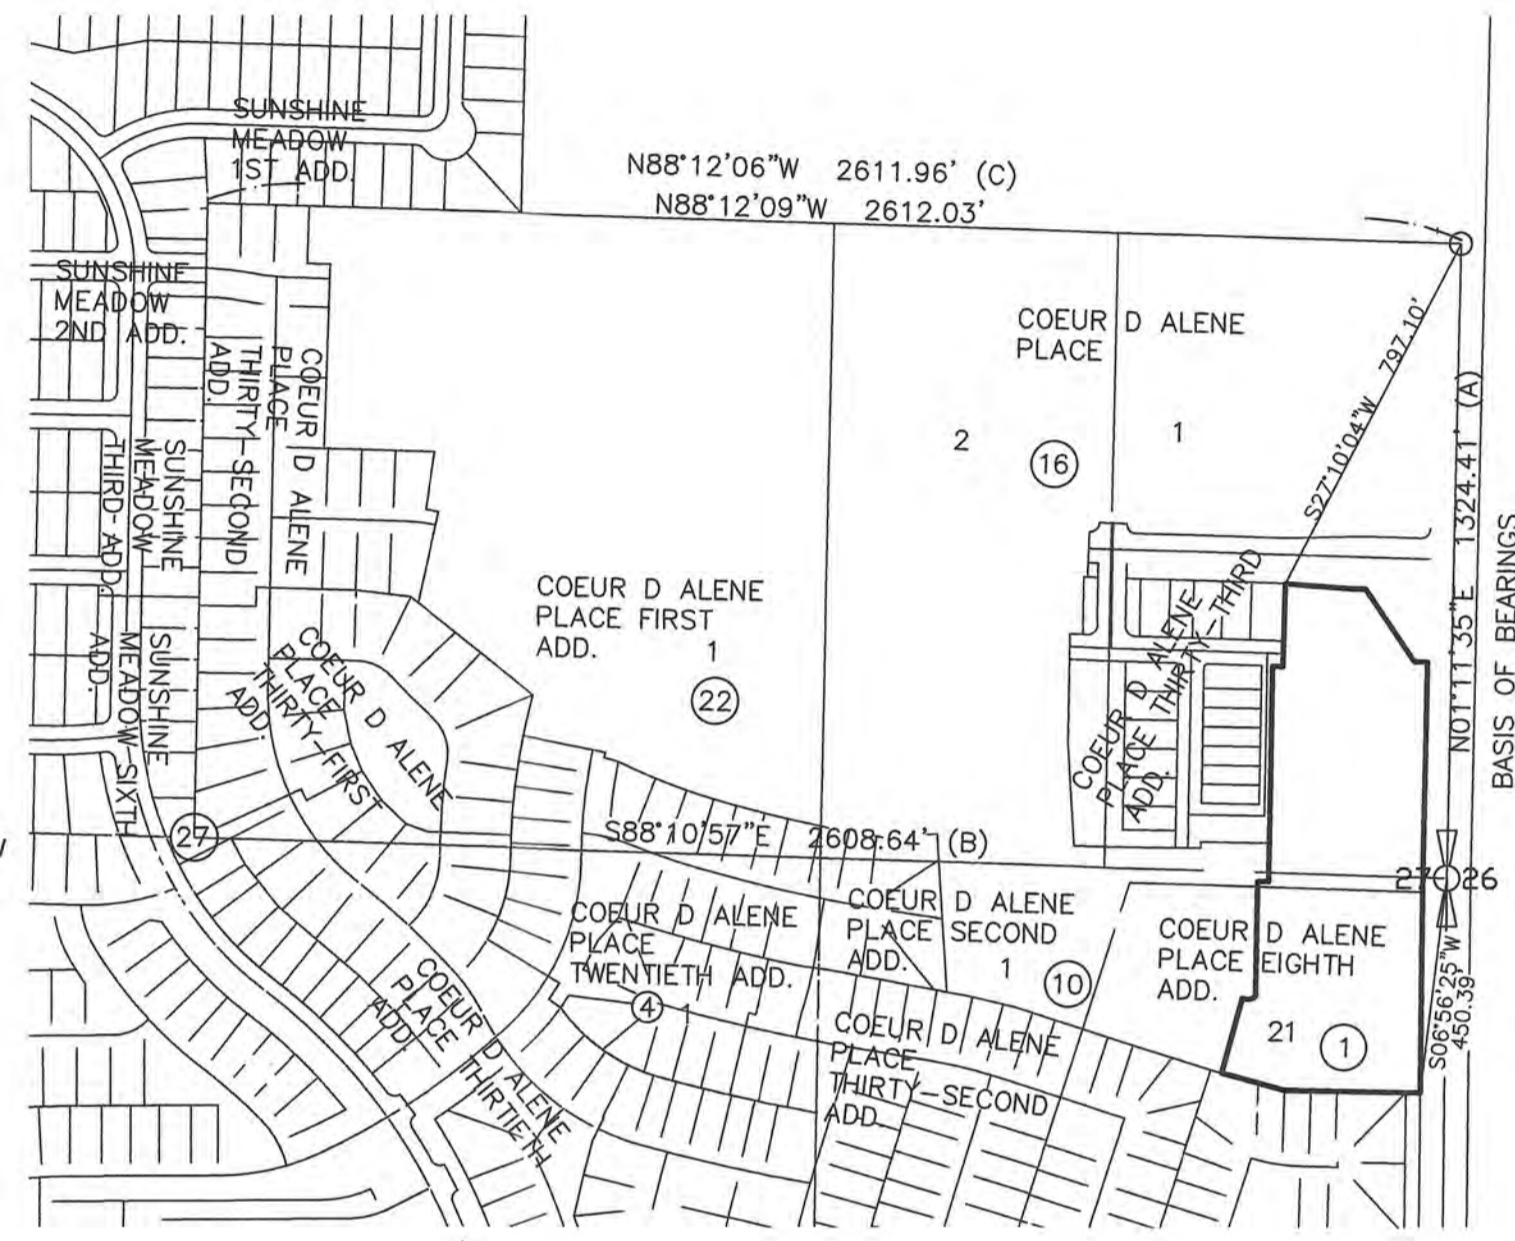 SUNSHINE
MEADOW
1ST ADD.
N88°12'06"W 2611.96' (C)
N88°12'09"W 2612.03'
SUNSHINE
MEADOW
2ND ADD.
COEUR D ALENE
PLACE
THIRTY-SECOND
ADD.
COEUR D ALENE
PLACE
2
16
1
S27°10'04"W 797.10'
N01°11'35"E 1324.41' (A)
BASIS OF BEARINGS
SUNSHINE
MEADOW
THIRD ADD.
COEUR D ALENE
PLACE FIRST
ADD. 1
22
COEUR D ALENE
PLACE THIRTY-THIRD
ADD.
SUNSHINE
MEADOW SIXTH
ADD.
COEUR D ALENE
PLACE
THIRTY-FIRST
ADD.
27
S88°10'57"E 2608.64' (B)
27 26
COEUR D ALENE
PLACE
TWENTIETH ADD.
4 1
COEUR D ALENE
PLACE SECOND
ADD. 1
10
COEUR D ALENE
PLACE EIGHTH
ADD.
21 1
S06°56'25"W
450.39'
COEUR D ALENE
PLACE THIRTIETH
ADD.
COEUR D ALENE
PLACE
THIRTY-SECOND
ADD.